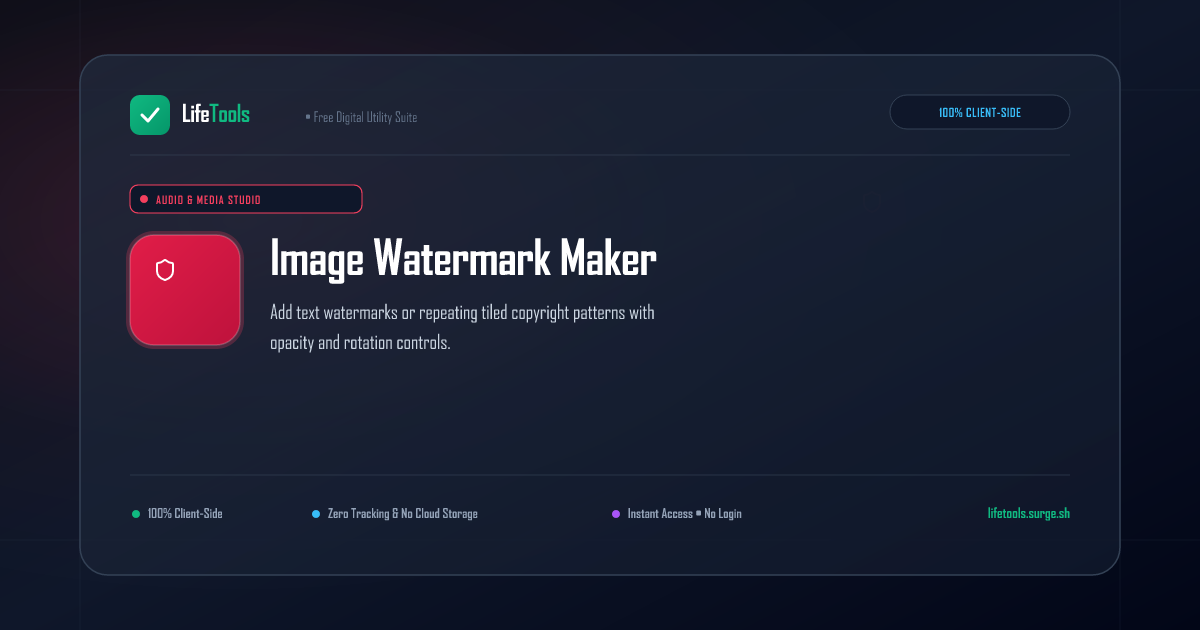 LifeTools
▪ Free Digital Utility Suite
100% CLIENT-SIDE
AUDIO & MEDIA STUDIO
Image Watermark Maker
Add text watermarks or repeating tiled copyright patterns with
opacity and rotation controls.
100% Client-Side
Zero Tracking & No Cloud Storage
Instant Access ▪ No Login
lifetools.surge.sh